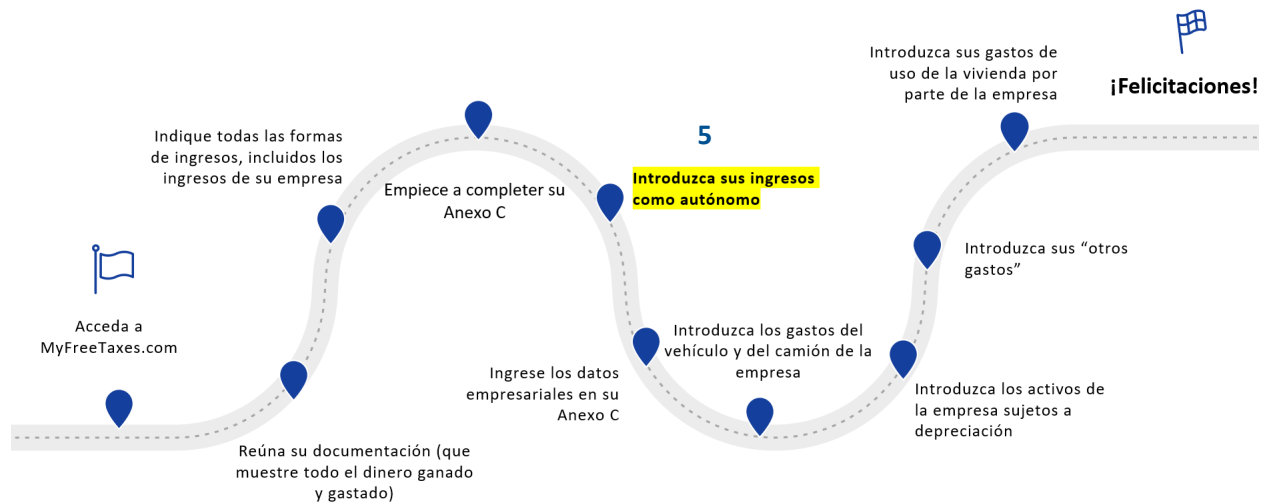 Acceda a
MyFreeTaxes.com
Reúna su documentación (que
muestre todo el dinero ganado
y gastado)
Indique todas las formas
de ingresos, incluidos los
ingresos de su empresa
Empiece a completer su
Anexo C
5
Introduzca sus ingresos
como autónomo
Ingrese los datos
empresariales en su
Anexo C
Introduzca los gastos del
vehículo y del camión de la
empresa
Introduzca los activos de
la empresa sujetos a
depreciación
Introduzca sus “otros
gastos”
Introduzca sus gastos de
uso de la vivienda por
parte de la empresa
¡Felicitaciones!